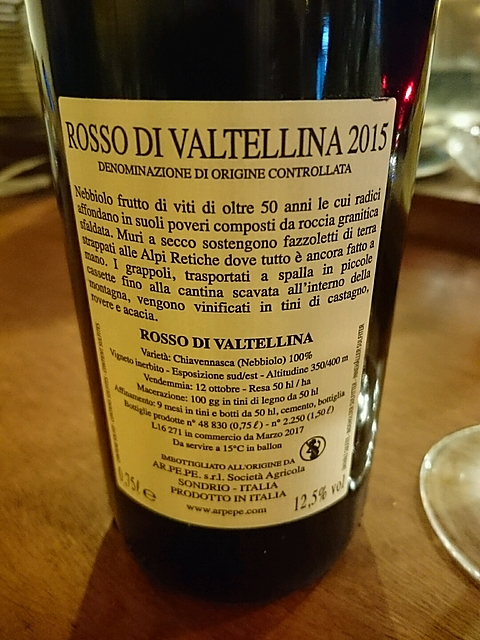 ROSSO DI VALTELLINA 2015
DENOMINAZIONE DI ORIGINE CONTROLLATA
Nebbiolo frutto di viti di oltre 50 anni le cui radici
affondano in suoli poveri composti da roccia granitica
sfaldata. Muri a secco sostengono fazzoletti di terra
strappati alle Alpi Retiche dove tutto è ancora fatto a
mano. I grappoli, trasportati a spalla in piccole
cassette fino alla cantina scavata all'interno della
montagna, vengono vinificati in tini di castagno,
rovere e acacia.
ROSSO DI VALTELLINA
Varietà: Chiavennasca (Nebbiolo) 100%
Vigneto inerbito - Esposizione sud/est - Altitudine 350/400 m
Vendemmia: 12 ottobre - Resa 50 hl / ha
Macerazione: 100 gg in tini di legno da 50 hl
Affinamento: 9 mesi in tini e botti da 50 hl, cemento, bottiglia
Bottiglie prodotte n° 48 830 (0,75 ℓ) - n° 2.250 (1,50 ℓ)
L16 271 in commercio da Marzo 2017
Da servire a 15°C in ballon
IMBOTTIGLIATO ALL'ORIGINE DA
AR.PE.PE. s.r.l. Società Agricola
SONDRIO - ITALIA
PRODOTTO IN ITALIA
www.arpepe.com
0,75ℓ e
12,5% vol